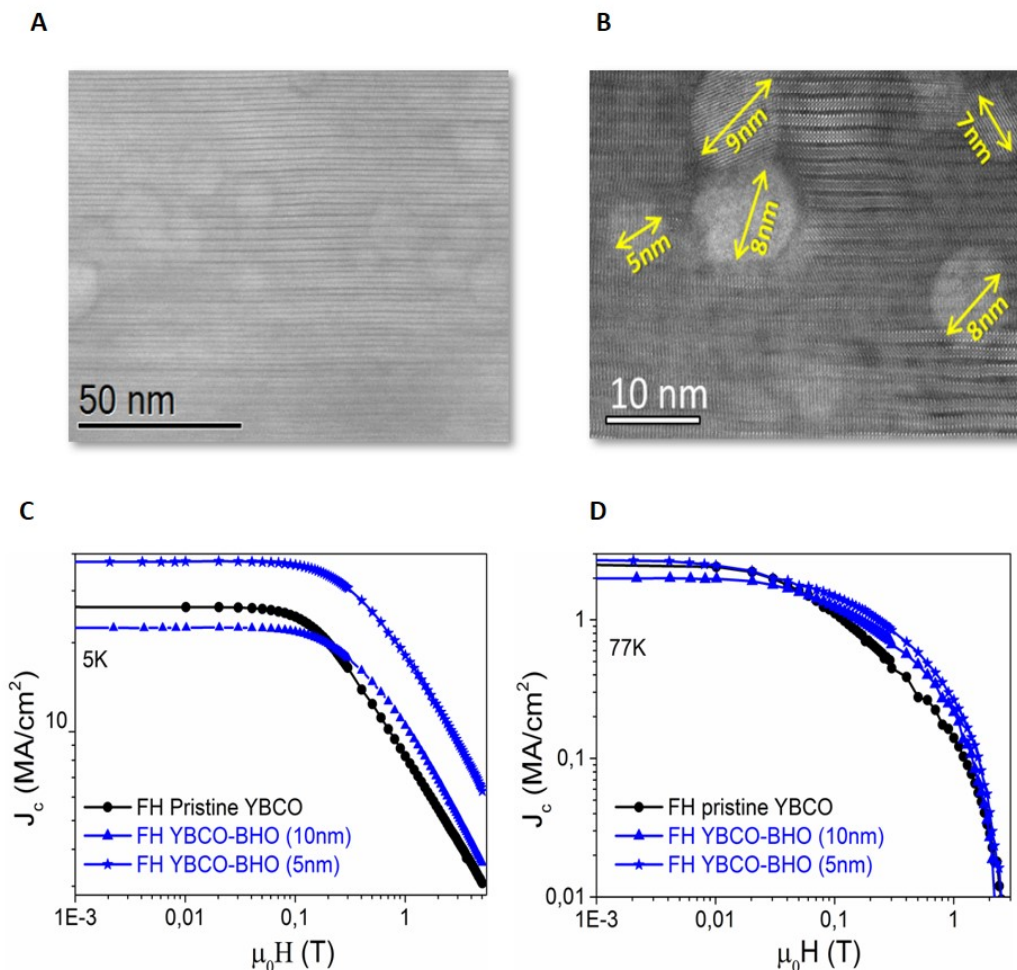 A
B
50 nm
9nm
7nm
8nm
5nm
8nm
10 nm
C
D
J_c (MA/cm²)
10
5K
FH Pristine YBCO
FH YBCO-BHO (10nm)
FH YBCO-BHO (5nm)
1E-3 0,01 0,1 1
μ₀H (T)
J_c (MA/cm²)
1
77K
0,1
FH pristine YBCO
FH YBCO-BHO (10nm)
FH YBCO-BHO (5nm)
0,01
1E-3 0,01 0,1 1
μ₀H (T)